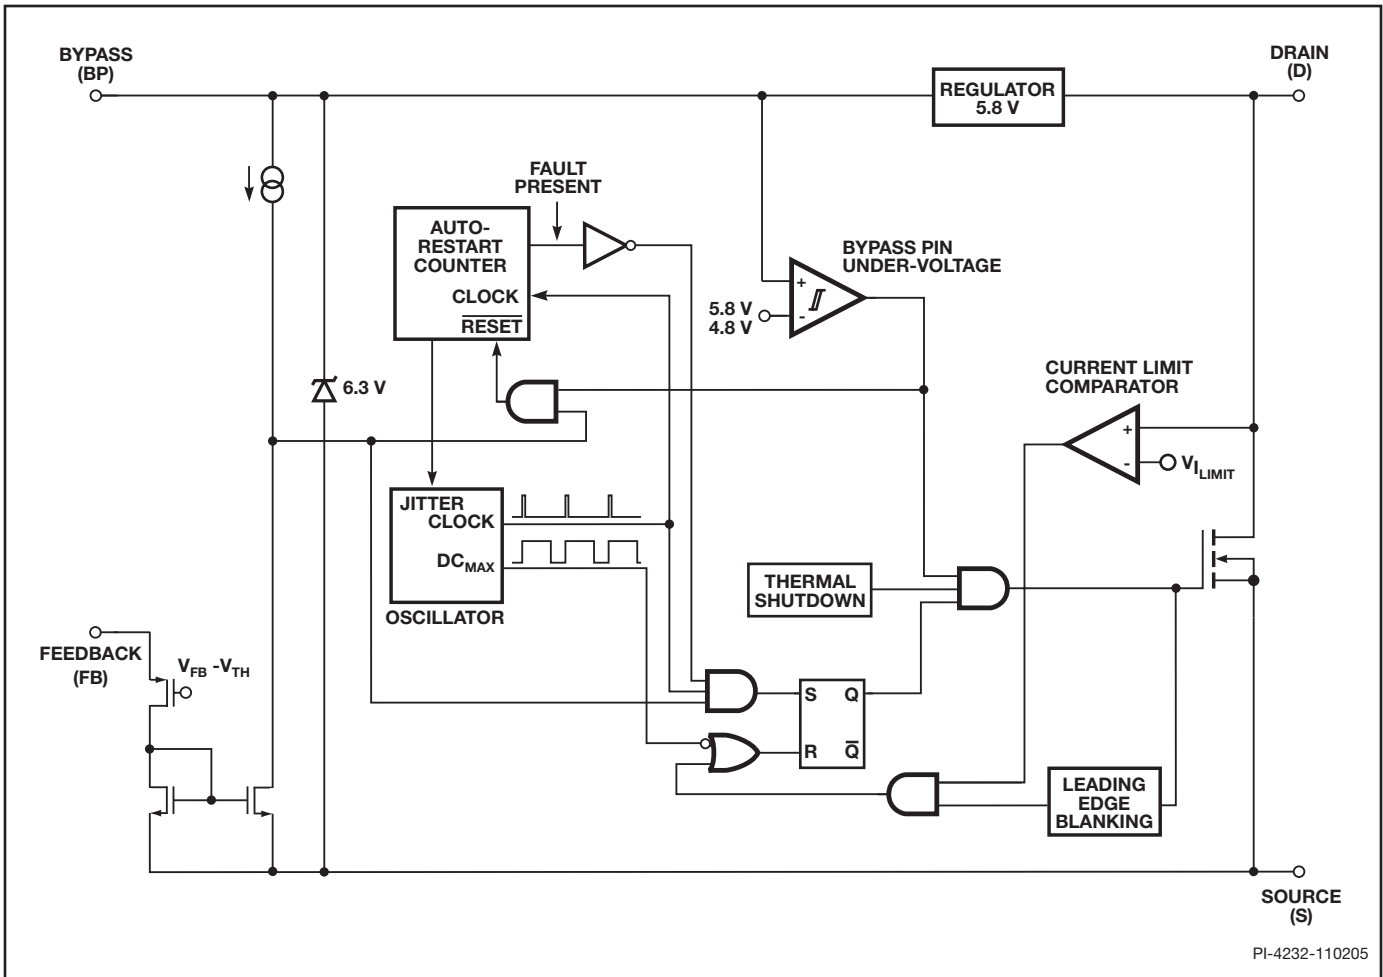 BYPASS
(BP)
DRAIN
(D)
REGULATOR
5.8 V
FAULT
PRESENT
AUTO-
RESTART
COUNTER
CLOCK
RESET
BYPASS PIN
UNDER-VOLTAGE
+
-
5.8 V
4.8 V
6.3 V
CURRENT LIMIT
COMPARATOR
+
-
VILIMIT
JITTER
CLOCK
DCMAX
OSCILLATOR
THERMAL
SHUTDOWN
FEEDBACK
(FB)
VFB -VTH
S Q
R Q̅
LEADING
EDGE
BLANKING
SOURCE
(S)
PI-4232-110205